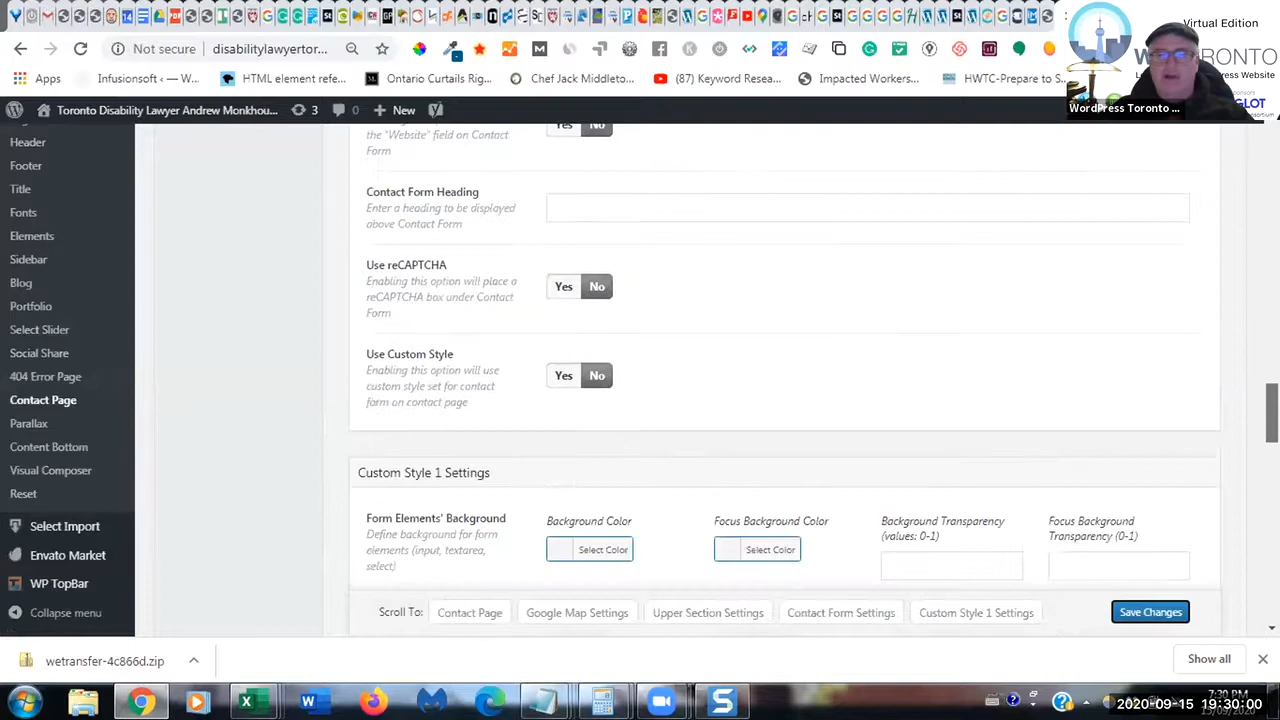 Virtual Edition
Not secure
disabilitylawyertor...
TORONTO
Apps
Infusionsoft ‹ — W...
HTML element refe...
Ontario Curtails Rig...
Chef Jack Middleto...
(87) Keyword Resea...
Impacted Workers...
HWTC-Prepare to S...
WordPress Toronto ...
Toronto Disability Lawyer Andrew Monkhou...
3
0
New
Header
Footer
Title
Fonts
Elements
Sidebar
Blog
Portfolio
Select Slider
Social Share
404 Error Page
Contact Page
Parallax
Content Bottom
Visual Composer
Reset
Select Import
Envato Market
WP TopBar
Collapse menu
the "Website" field on Contact
Form
Yes No
Contact Form Heading
Enter a heading to be displayed
above Contact Form
Use reCAPTCHA
Enabling this option will place a
reCAPTCHA box under Contact
Form
Yes No
Use Custom Style
Enabling this option will use
custom style set for contact
form on contact page
Yes No
Custom Style 1 Settings
Form Elements' Background
Define background for form
elements (input, textarea,
select)
Background Color
Select Color
Focus Background Color
Select Color
Background Transparency
(values: 0-1)
Focus Background
Transparency (0-1)
Scroll To: Contact Page Google Map Settings Upper Section Settings Contact Form Settings Custom Style 1 Settings Save Changes
wetransfer-4c866d.zip
Show all
7:30 PM
2020-09-15 19:30:00